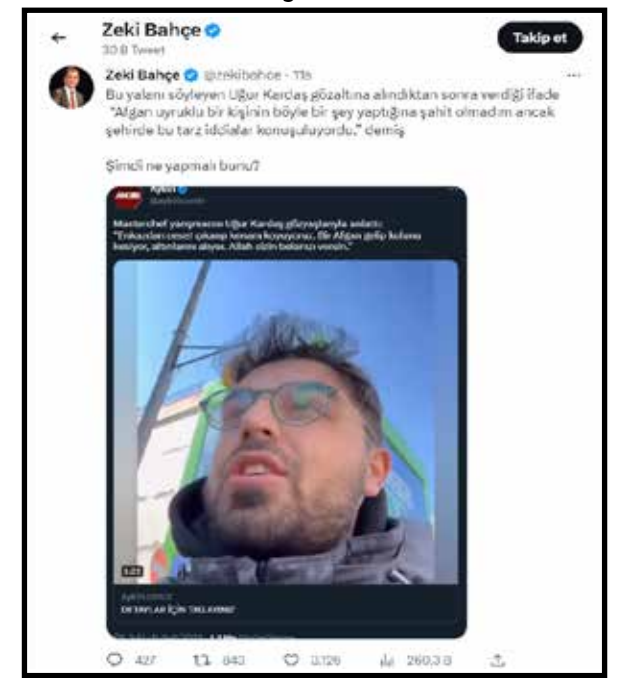 Zeki Bahçe
30 B Tweet
Takip et
Zeki Bahçe @zekibahce · 11s
Bu yalanı söyleyen Uğur Kardaş gözaltına alındıktan sonra verdiği ifade
"Afgan uyruklu bir kişinin böyle bir şey yaptığına şahit olmadım ancak
şehirde bu tarz iddialar konuşuluyordu." demiş
Şimdi ne yapmalı bunu?
Masterchef yarışmacısı Uğur Kardaş gözyaşlarıyla anlattı:
"Enkazdan ceset çıkarıp kenara koyuyoruz. Bir Afgan gelip kolunu
kesiyor, altınlarını alıyor. Allah sizin belanızı versin."
DETAYLAR İÇİN TIKLAYINIZ
427 843 3.126 260,3 B